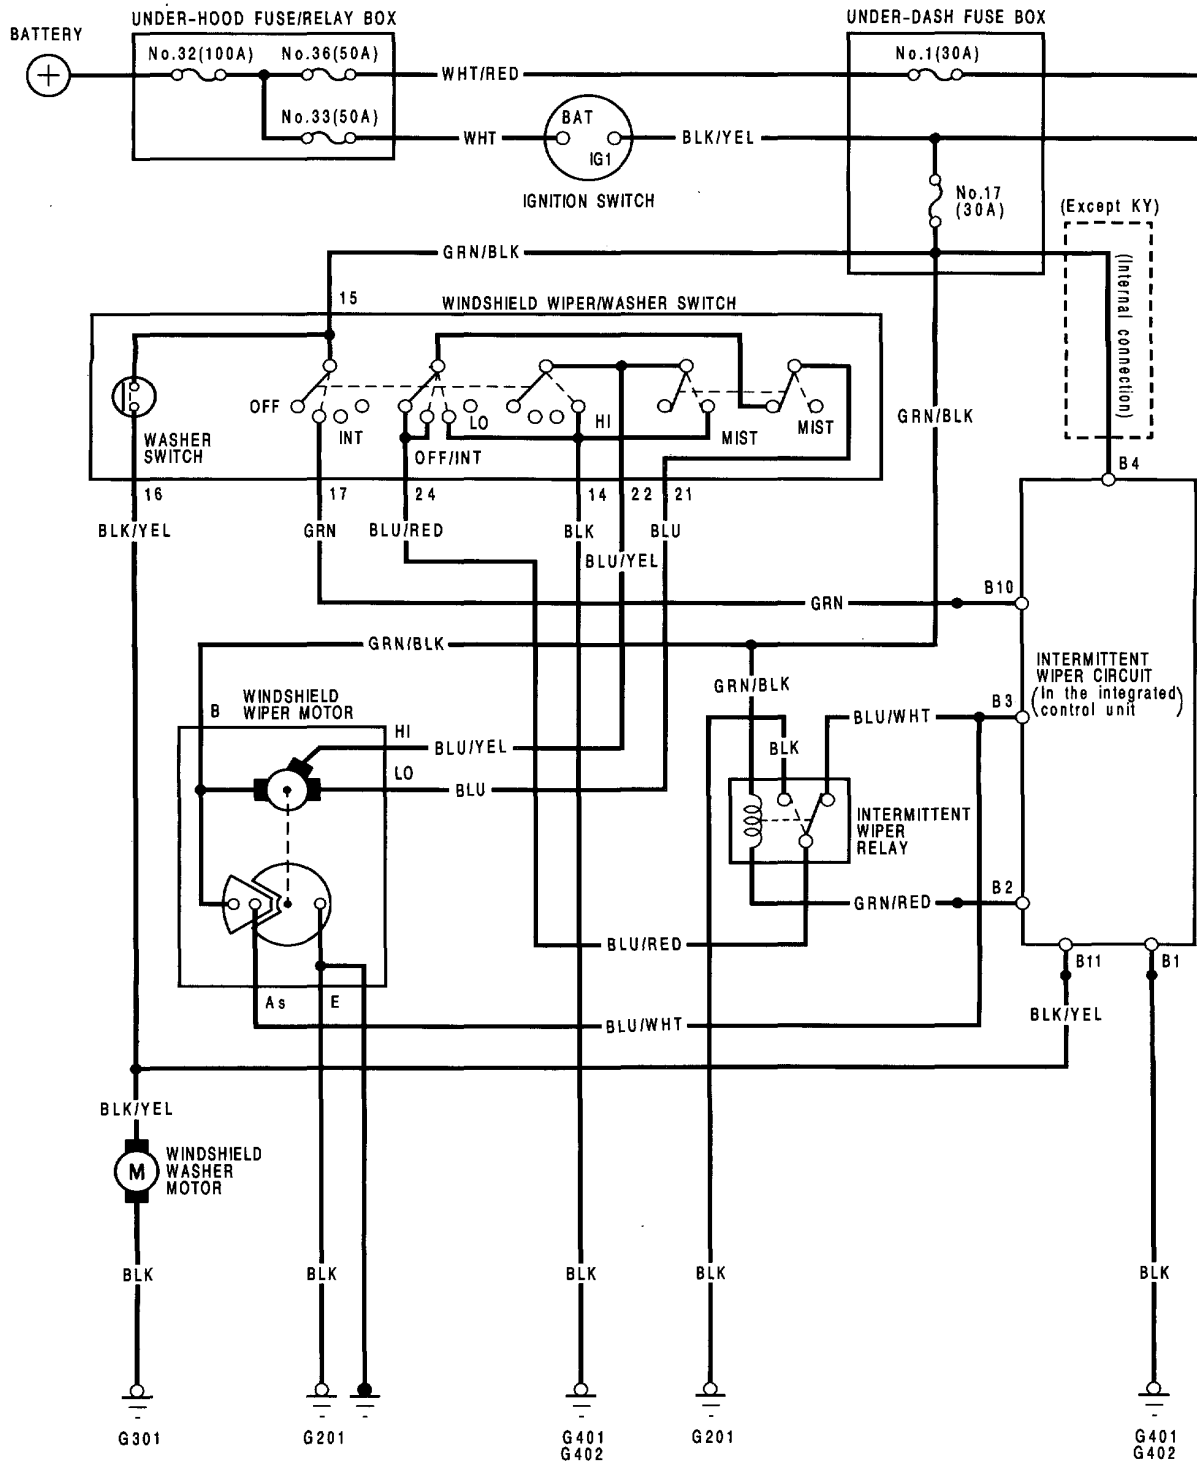 UNDER-HOOD FUSE/RELAY BOX
UNDER-DASH FUSE BOX
BATTERY
No.32(100A)
No.36(50A)
No.1(30A)
+
WHT/RED
No.33(50A)
WHT
BAT
IG1
BLK/YEL
IGNITION SWITCH
No.17
(30A)
(Except KY)
(Internal connection)
GRN/BLK
15
WINDSHIELD WIPER/WASHER SWITCH
OFF
INT
LO
HI
MIST
MIST
GRN/BLK
WASHER
SWITCH
OFF/INT
B4
16
17
24
14
22
21
BLK/YEL
GRN
BLU/RED
BLK
BLU
BLU/YEL
B10
GRN
GRN/BLK
INTERMITTENT
WIPER CIRCUIT
(In the integrated)
control unit
GRN/BLK
B
WINDSHIELD
WIPER MOTOR
B3
BLU/WHT
HI
BLU/YEL
BLK
LO
BLU
INTERMITTENT
WIPER
RELAY
B2
GRN/RED
BLU/RED
B11
B1
As
E
BLK/YEL
BLU/WHT
BLK/YEL
M
WINDSHIELD
WASHER
MOTOR
BLK
BLK
BLK
BLK
BLK
G301
G201
G401
G402
G201
G401
G402